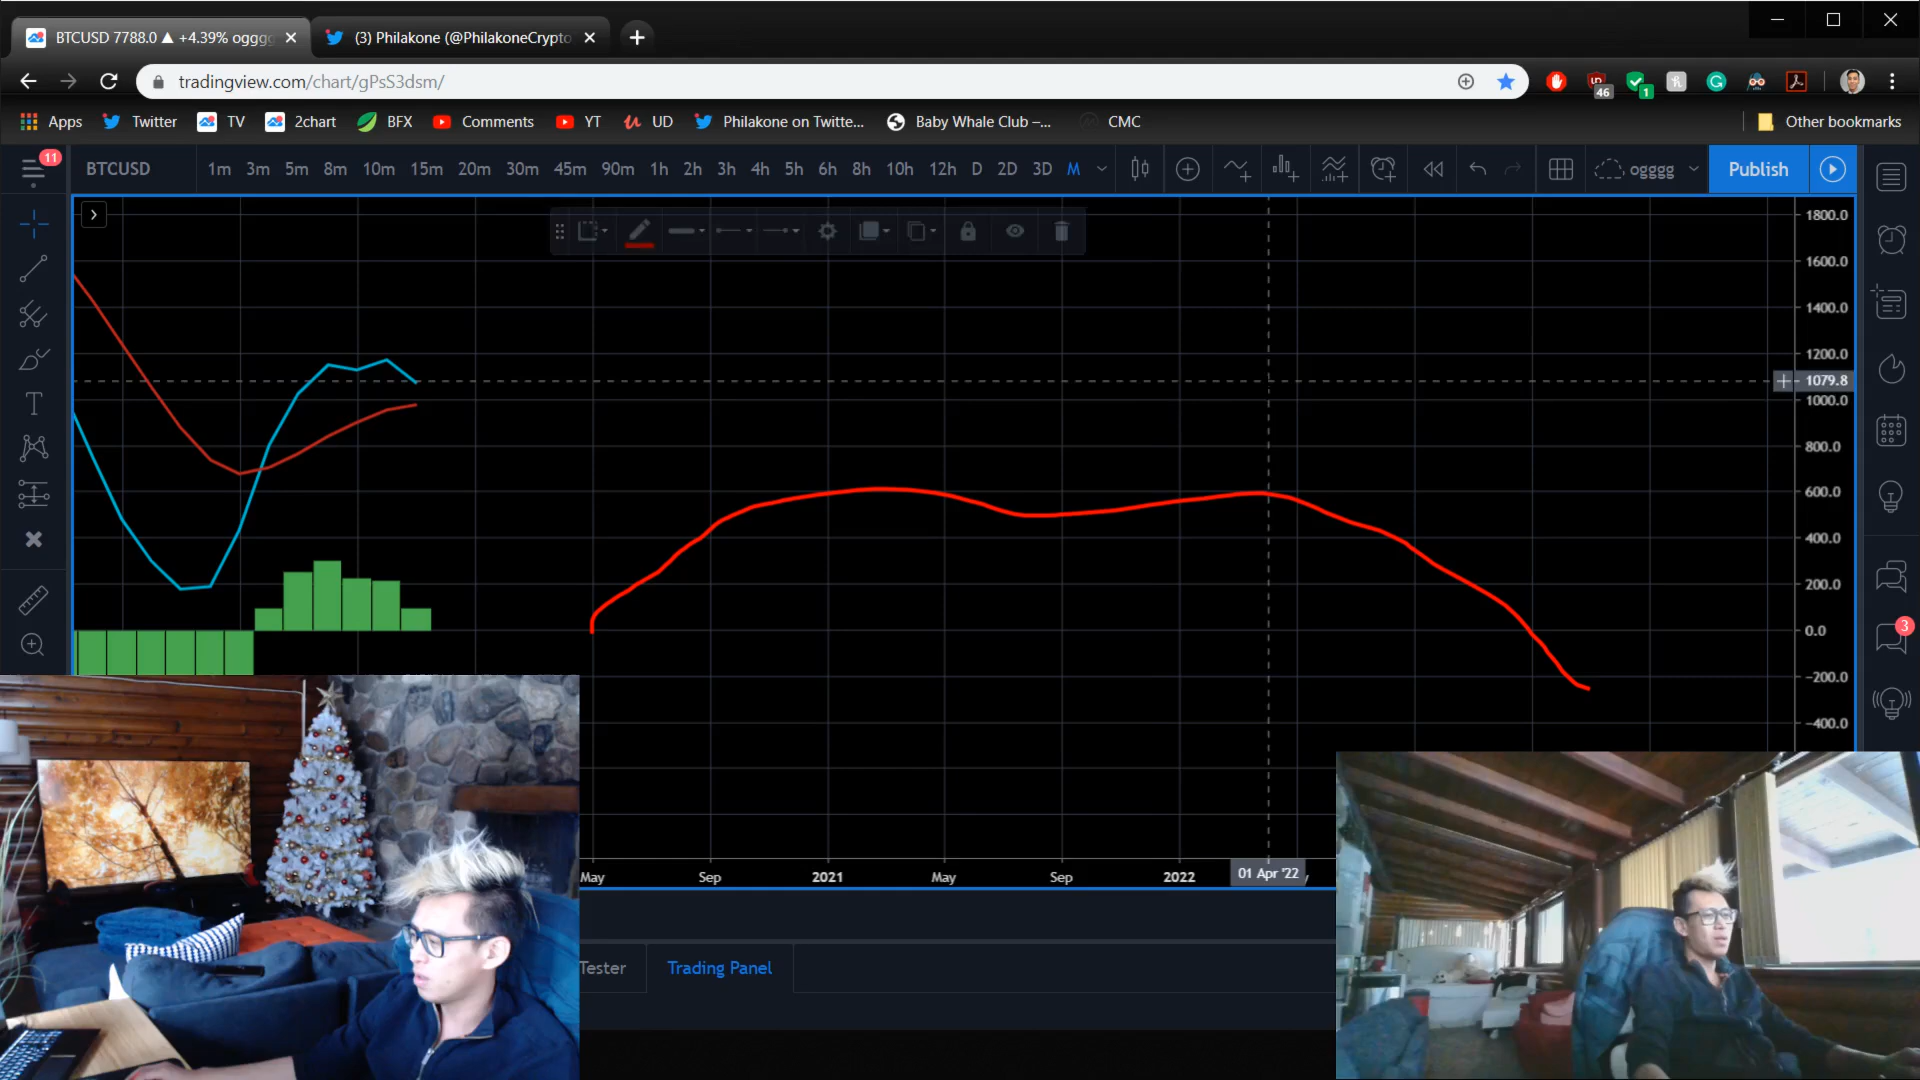 BTCUSD 7788.0 ▲ +4.39% ogggg
(3) Philakone (@PhilakoneCrypto
tradingview.com/chart/gPsS3dsm/
46
1
Apps
Twitter
TV
2chart
BFX
Comments
YT
UD
Philakone on Twitte...
Baby Whale Club –...
CMC
Other bookmarks
11
BTCUSD
1m 3m 5m 8m 10m 15m 20m 30m 45m 90m 1h 2h 3h 4h 5h 6h 8h 10h 12h D 2D 3D M
ogggg
Publish
1800.0
1600.0
1400.0
1200.0
1079.8
1000.0
800.0
600.0
400.0
200.0
0.0
−200.0
−400.0
3
May Sep 2021 May Sep 2022 01 Apr '22
Tester
Trading Panel